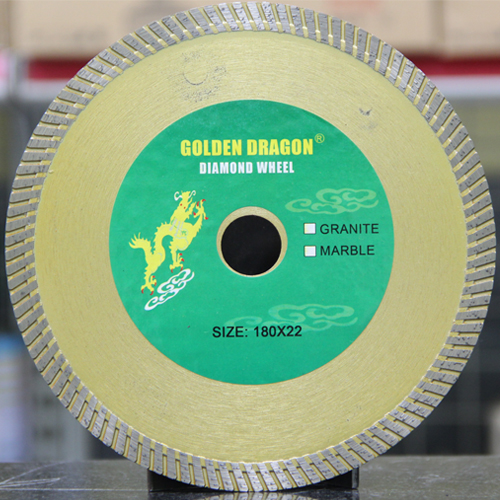 GOLDEN DRAGON®
DIAMOND WHEEL
GRANITE
MARBLE
SIZE: 180X22